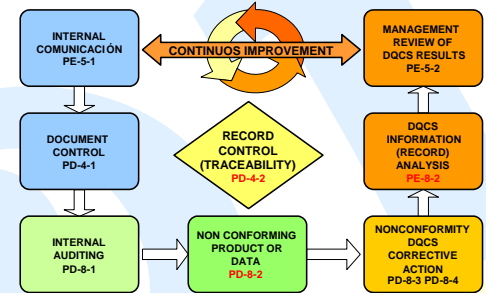 INTERNAL
COMUNICACIÓN
PE-5-1
CONTINUOS IMPROVEMENT
MANAGEMENT
REVIEW OF
DQCS RESULTS
PE-5-2
DOCUMENT
CONTROL
PD-4-1
RECORD
CONTROL
(TRACEABILITY)
PD-4-2
DQCS
INFORMATION
(RECORD)
ANALYSIS
PE-8-2
INTERNAL
AUDITING
PD-8-1
NON CONFORMING
PRODUCT OR
DATA
PD-8-2
NONCONFORMITY
DQCS
CORRECTIVE
ACTION
PD-8-3 PD-8-4